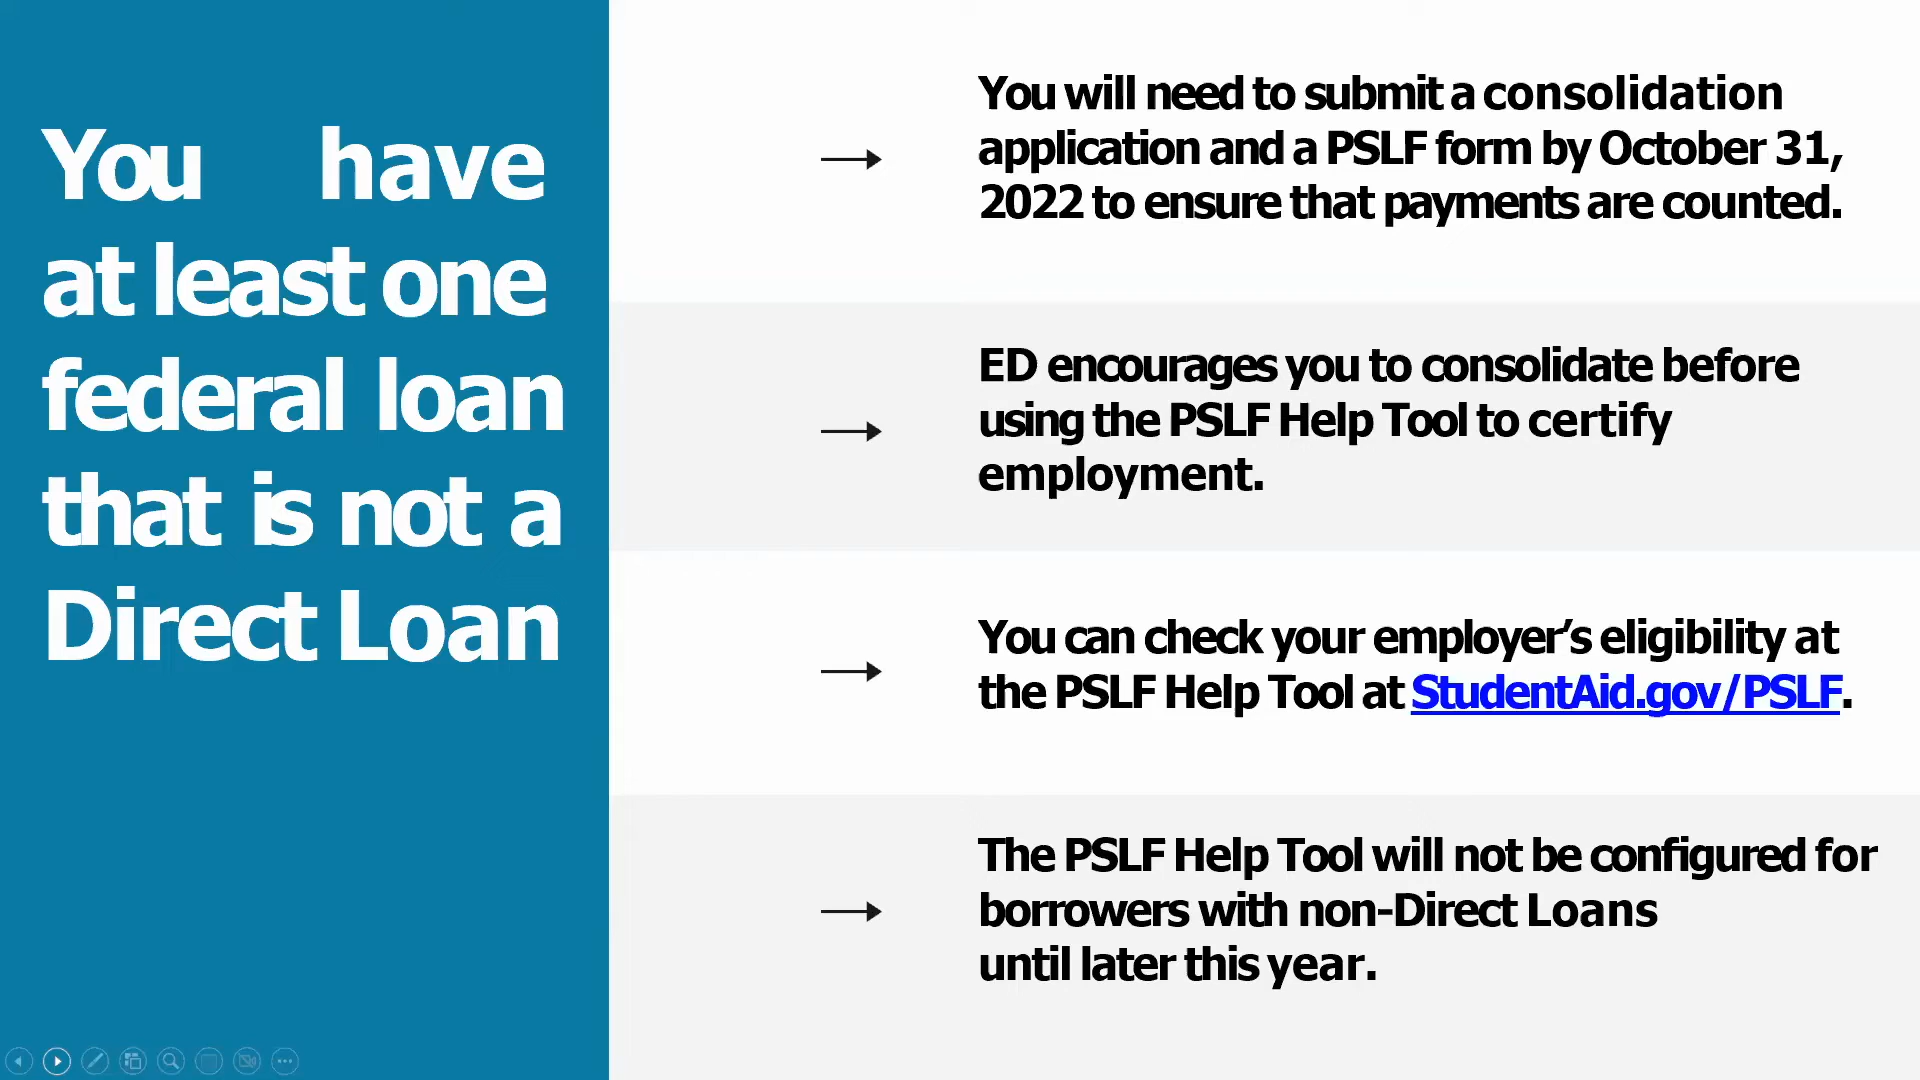 You have
at least one
federal loan
that is not a
Direct Loan
You will need to submit a consolidation
application and a PSLF form by October 31,
2022 to ensure that payments are counted.
ED encourages you to consolidate before
using the PSLF Help Tool to certify
employment.
You can check your employer’s eligibility at
the PSLF Help Tool at StudentAid.gov/PSLF.
The PSLF Help Tool will not be configured for
borrowers with non-Direct Loans
until later this year.